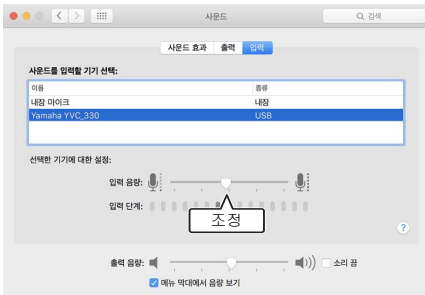 사운드
검색
사운드 효과 출력 입력
사운드를 입력할 기기 선택:
이름 종류
내장 마이크 내장
Yamaha YVC_330 USB
선택한 기기에 대한 설정:
입력 음량:
입력 단계:
조정
?
출력 음량: 소리 끔
메뉴 막대에서 음량 보기